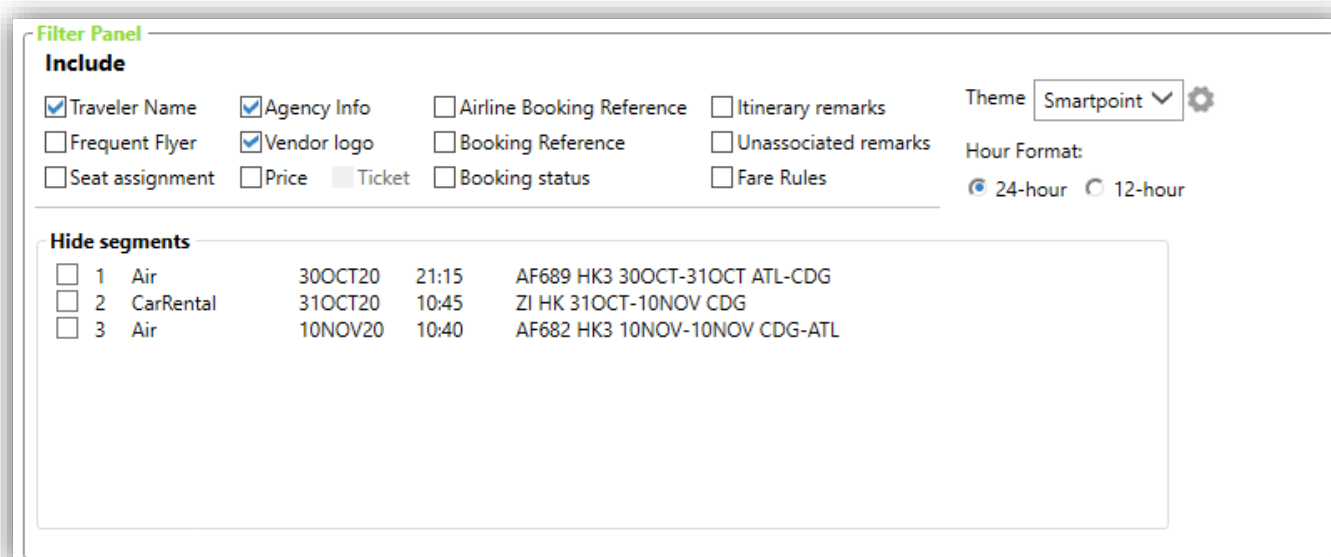 Filter Panel
Include
Traveler Name Agency Info Airline Booking Reference Itinerary remarks Theme Smartpoint
Frequent Flyer Vendor logo Booking Reference Unassociated remarks Hour Format:
Seat assignment Price Ticket Booking status Fare Rules 24-hour 12-hour
Hide segments
1 Air 30OCT20 21:15 AF689 HK3 30OCT-31OCT ATL-CDG
2 CarRental 31OCT20 10:45 ZI HK 31OCT-10NOV CDG
3 Air 10NOV20 10:40 AF682 HK3 10NOV-10NOV CDG-ATL